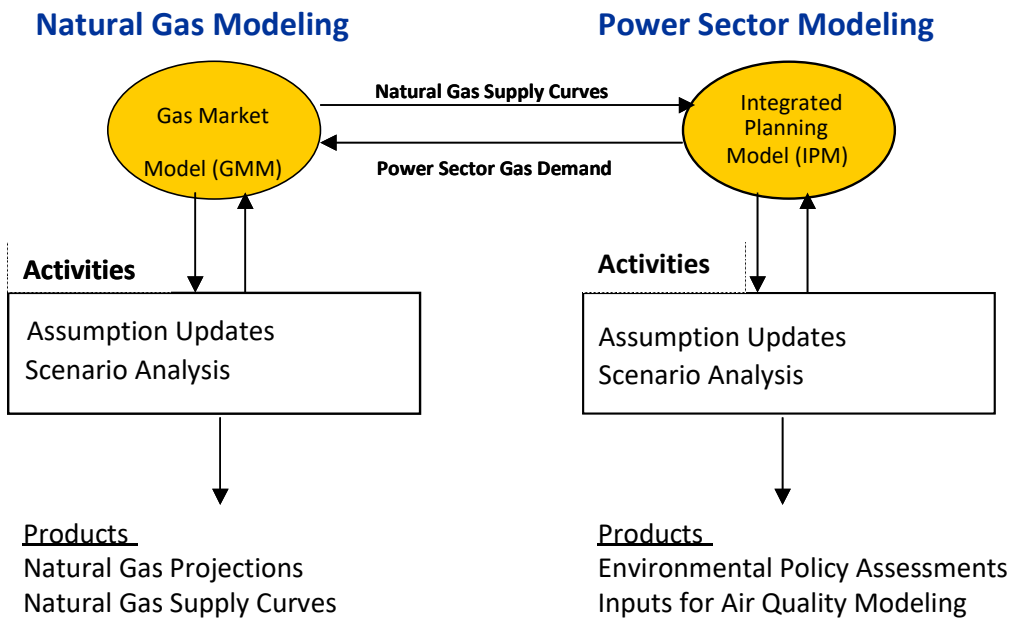 Natural Gas Modeling
Power Sector Modeling
Gas Market
Model (GMM)
Natural Gas Supply Curves
Power Sector Gas Demand
Integrated
Planning
Model (IPM)
Activities
Assumption Updates
Scenario Analysis
Activities
Assumption Updates
Scenario Analysis
Products
Natural Gas Projections
Natural Gas Supply Curves
Products
Environmental Policy Assessments
Inputs for Air Quality Modeling